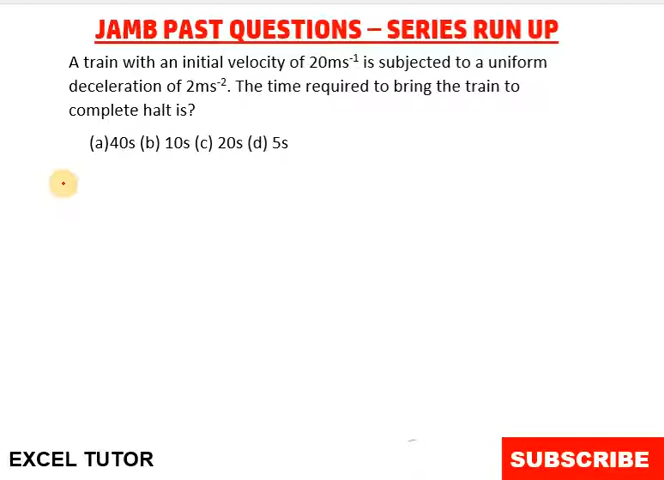 JAMB PAST QUESTIONS – SERIES RUN UP
A train with an initial velocity of 20ms⁻¹ is subjected to a uniform
deceleration of 2ms⁻². The time required to bring the train to
complete halt is?
(a)40s (b) 10s (c) 20s (d) 5s
EXCEL TUTOR
SUBSCRIBE